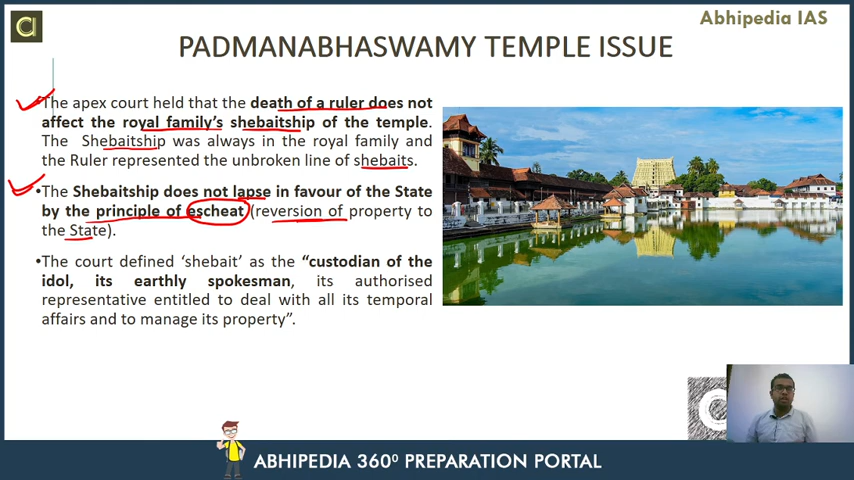 Abhipedia IAS
PADMANABHASWAMY TEMPLE ISSUE
The apex court held that the death of a ruler does not
affect the royal family's shebaitship of the temple.
The Shebaitship was always in the royal family and
the Ruler represented the unbroken line of shebaits.
•The Shebaitship does not lapse in favour of the State
by the principle of escheat (reversion of property to
the State).
•The court defined 'shebait' as the "custodian of the
idol, its earthly spokesman, its authorised
representative entitled to deal with all its temporal
affairs and to manage its property".
ABHIPEDIA 360⁰ PREPARATION PORTAL